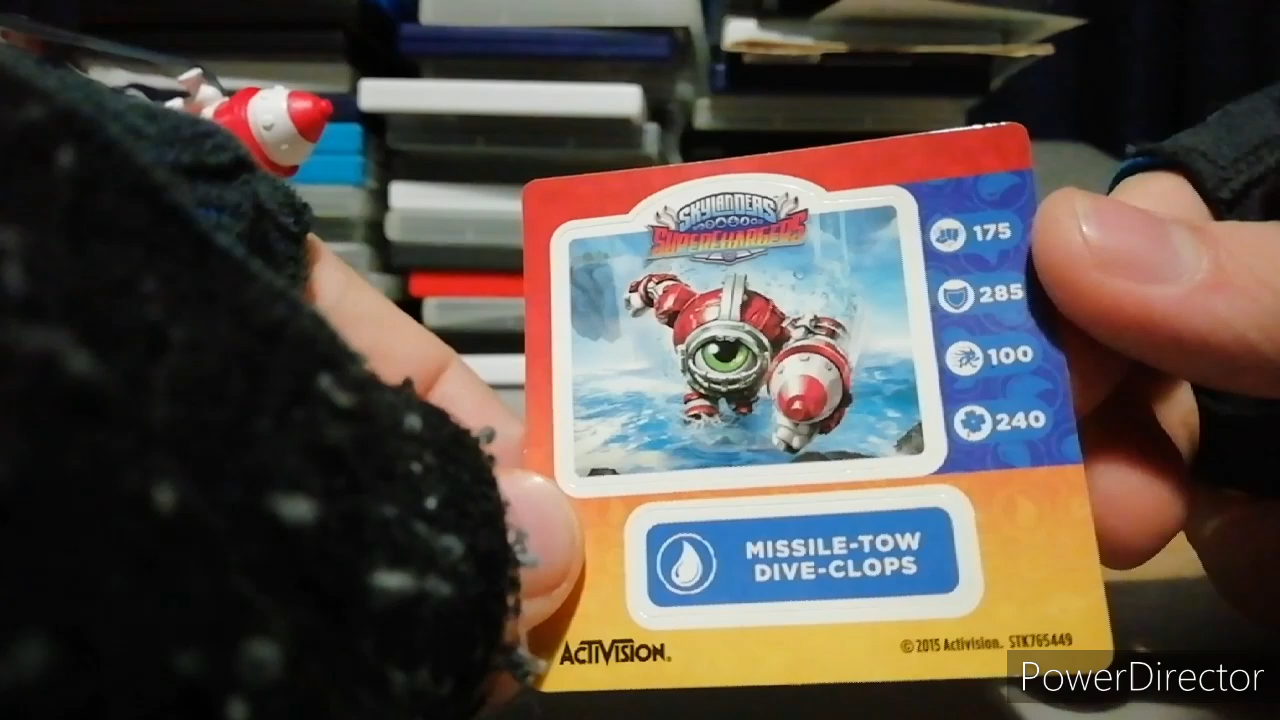 SKYLANDERS
SUPERCHARGERS
175
285
100
240
MISSILE-TOW
DIVE-CLOPS
ACTIVISION.
© 2015 Activision. STK765449
PowerDirector